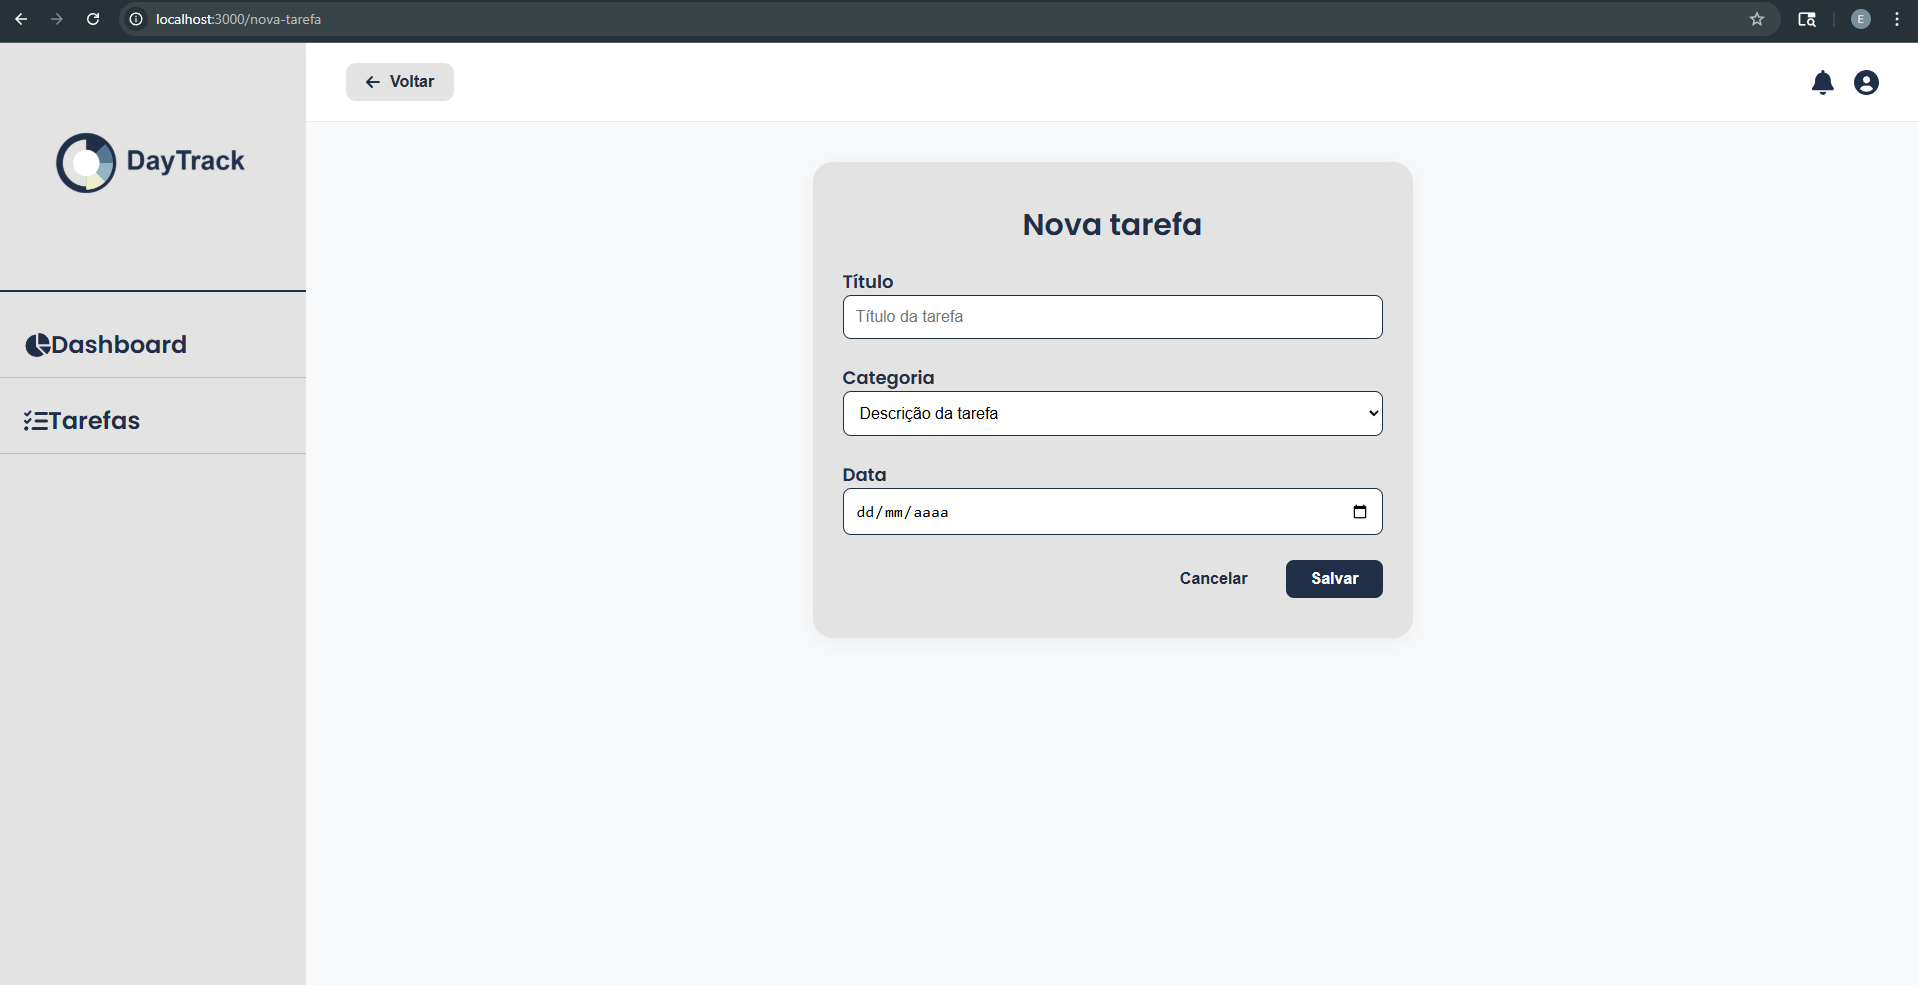 localhost:3000/nova-tarefa
E
Voltar
DayTrack
Dashboard
Tarefas
Nova tarefa
Título
Título da tarefa
Categoria
Descrição da tarefa
Data
dd/mm/aaaa
Cancelar
Salvar